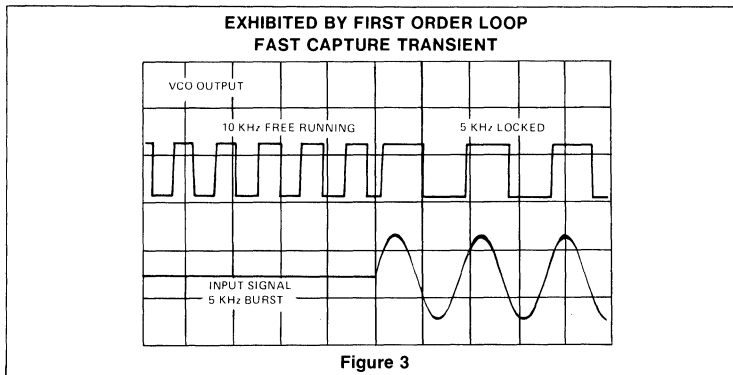 EXHIBITED BY FIRST ORDER LOOP
FAST CAPTURE TRANSIENT
VCO OUTPUT
10 KHz FREE RUNNING
5 KHz LOCKED
INPUT SIGNAL
5 KHz BURST
Figure 3